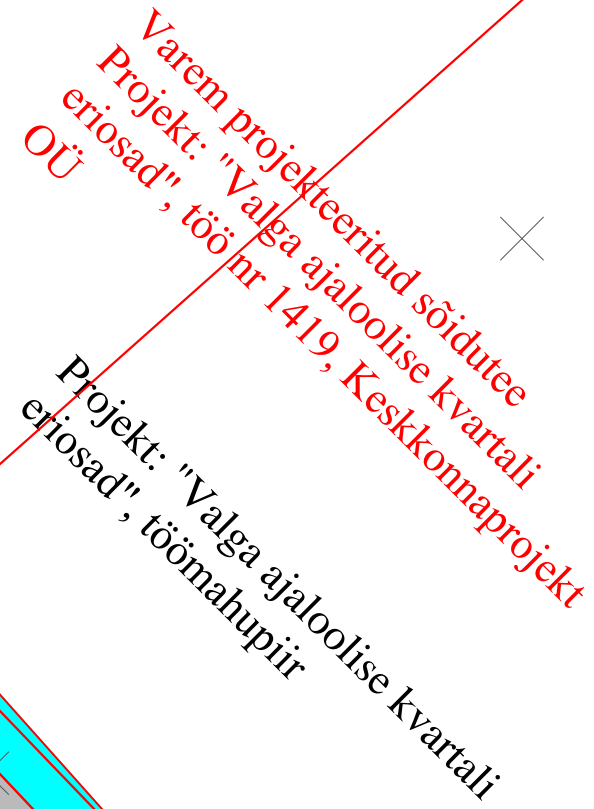 Varem projekteeritud sõidutee
Projekt: "Valga ajaloolise kvartali
eriosad", töö nr 1419, Keskkonnaprojekt
OÜ
Projekt: "Valga ajaloolise kvartali
eriosad", töömahupiir